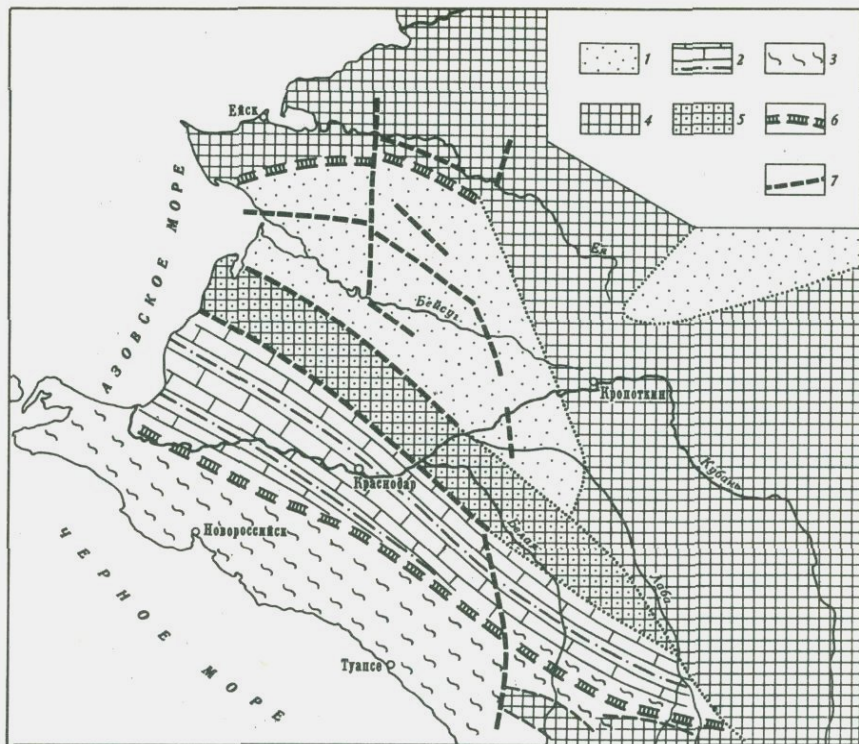 1
2
3
4
5
6
7
Ейск
АЗОВСКОЕ МОРЕ
Ея
Бейсуг
Кропоткин
Кубань
Краснодар
Белая
Лаба
Новороссийск
ЧЕРНОЕ МОРЕ
Туапсе